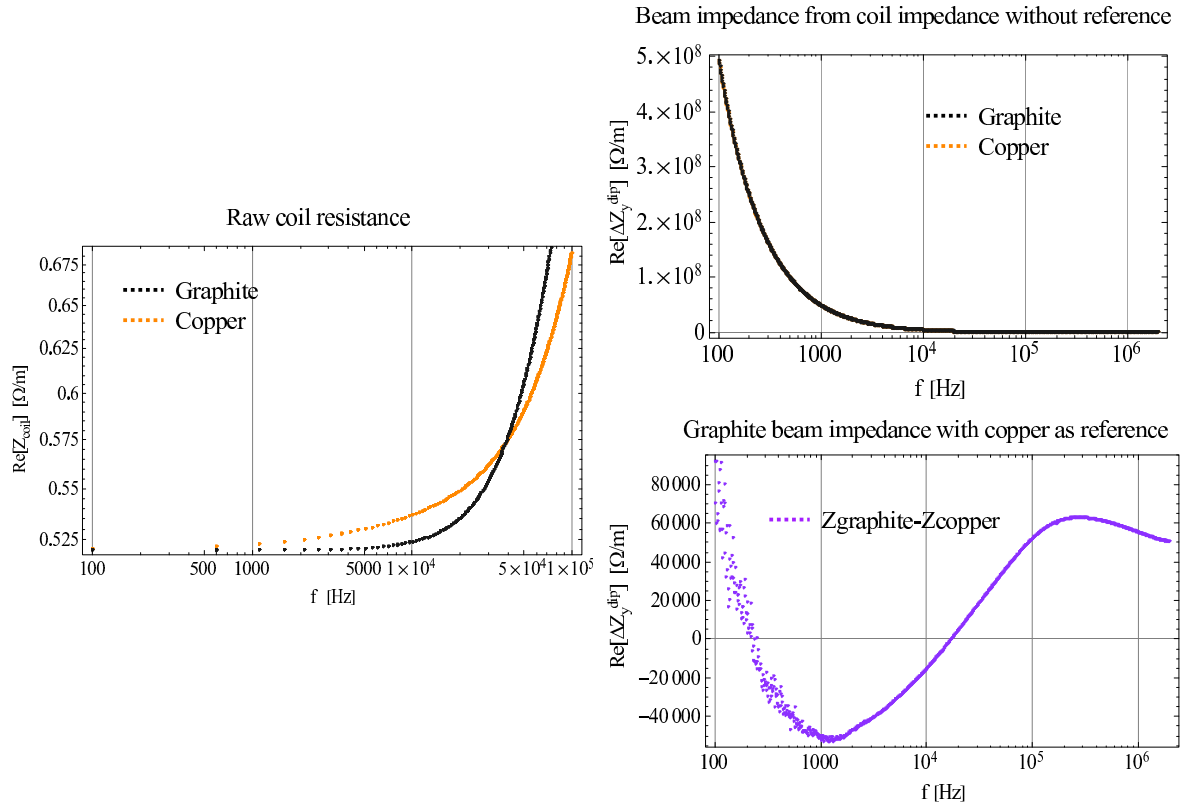 Raw coil resistance
0.675
0.65
0.625
0.6
0.575
0.55
0.525
Re[Zcoil] [Ω/m]
Graphite
Copper
100 500 1000 5000 1×10⁴ 5×10⁴ 1×10⁵
f [Hz]
Beam impedance from coil impedance without reference
5.×10⁸
4.×10⁸
3.×10⁸
2.×10⁸
1.×10⁸
0
Re[ΔZy^dip] [Ω/m]
Graphite
Copper
100 1000 10⁴ 10⁵ 10⁶
f [Hz]
Graphite beam impedance with copper as reference
80 000
60 000
40 000
20 000
0
−20 000
−40 000
Re[ΔZy^dip] [Ω/m]
Zgraphite-Zcopper
100 1000 10⁴ 10⁵ 10⁶
f [Hz]